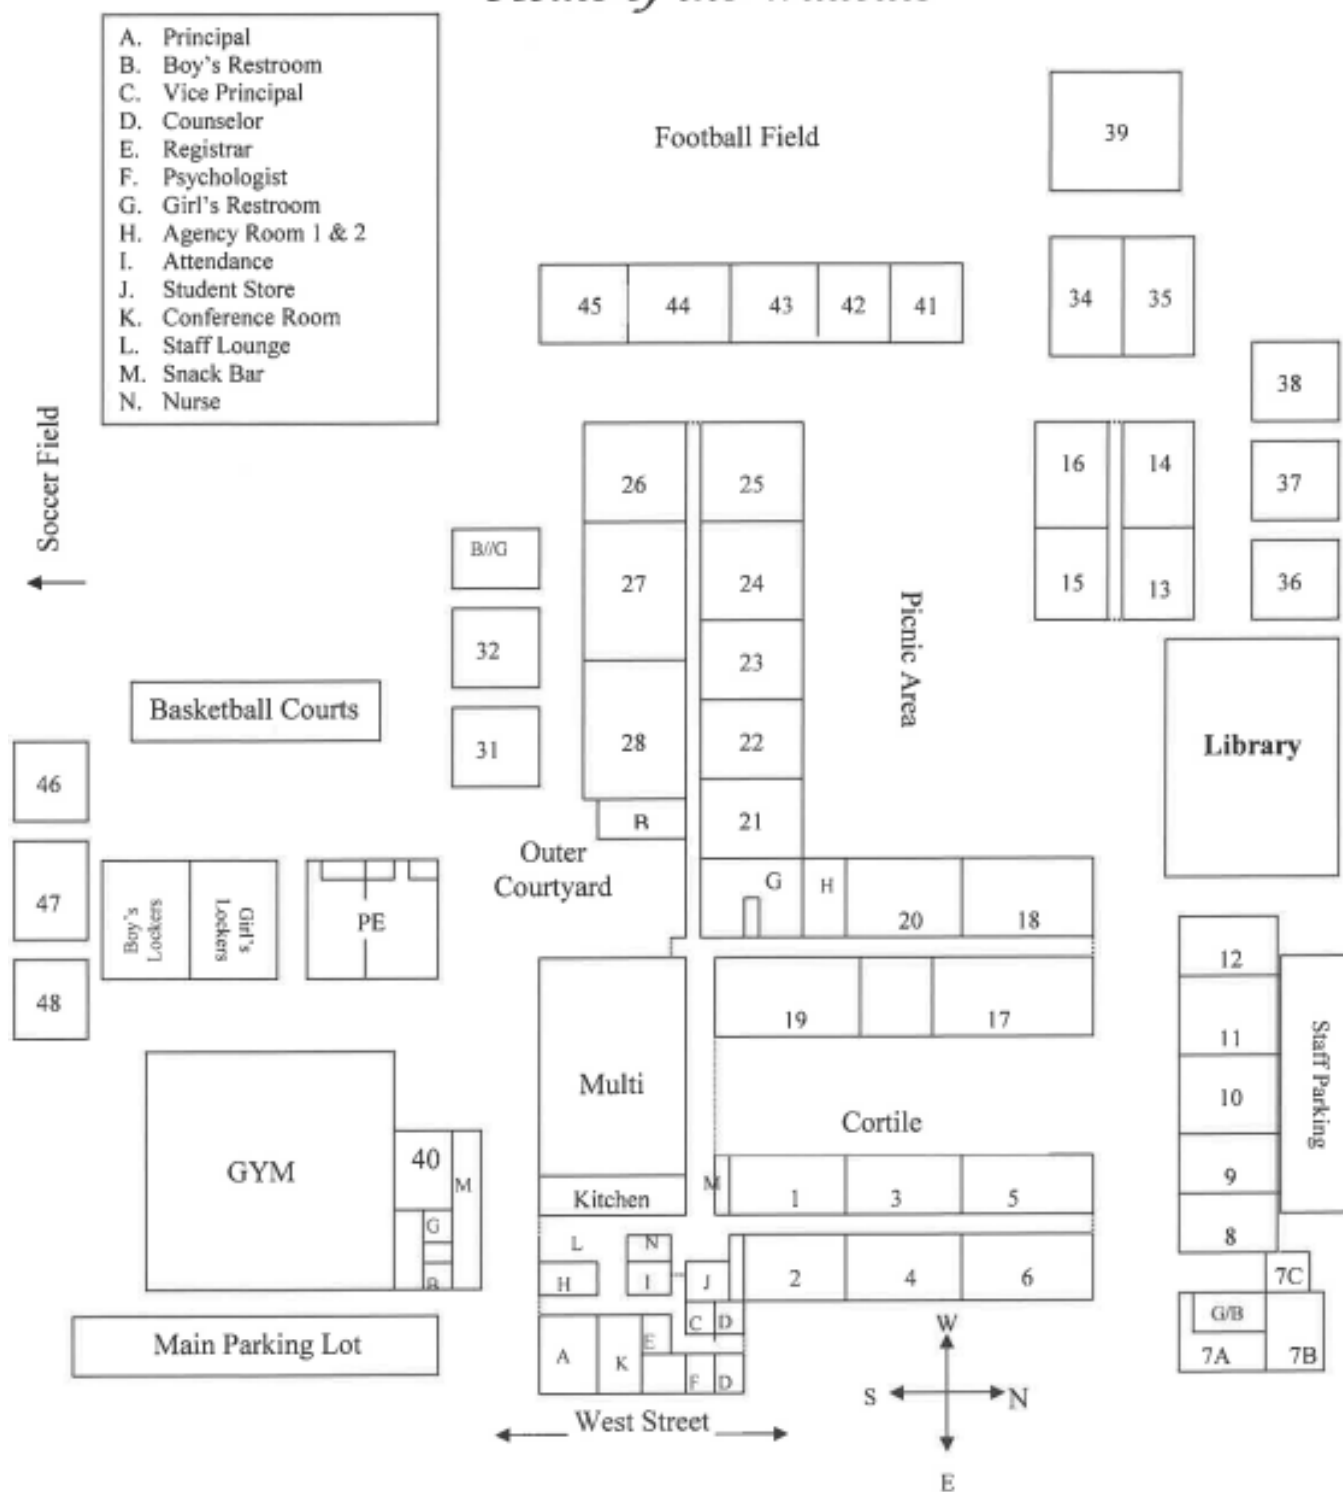 A. Principal
B. Boy's Restroom
C. Vice Principal
D. Counselor
E. Registrar
F. Psychologist
G. Girl's Restroom
H. Agency Room 1 & 2
I. Attendance
J. Student Store
K. Conference Room
L. Staff Lounge
M. Snack Bar
N. Nurse
Football Field
39
34 35
45 44 43 42 41
38
Soccer Field
16 14
37
26 25
B//G
27 24
15 13
36
Picnic Area
32
23
Basketball Courts
31
28 22
Library
46
B
21
Outer
Courtyard
47
Boy's
Lockers
Girl's
Lockers
PE
G H 20 18
12
48
19 17
11
Staff Parking
Multi
10
Cortile
GYM
40
M
M
1 3 5
9
Kitchen
G
8
L N
H I J
2 4 6
B
7C
G/B
7A 7B
Main Parking Lot
C D
E
A K
F D
W
S N
E
West Street